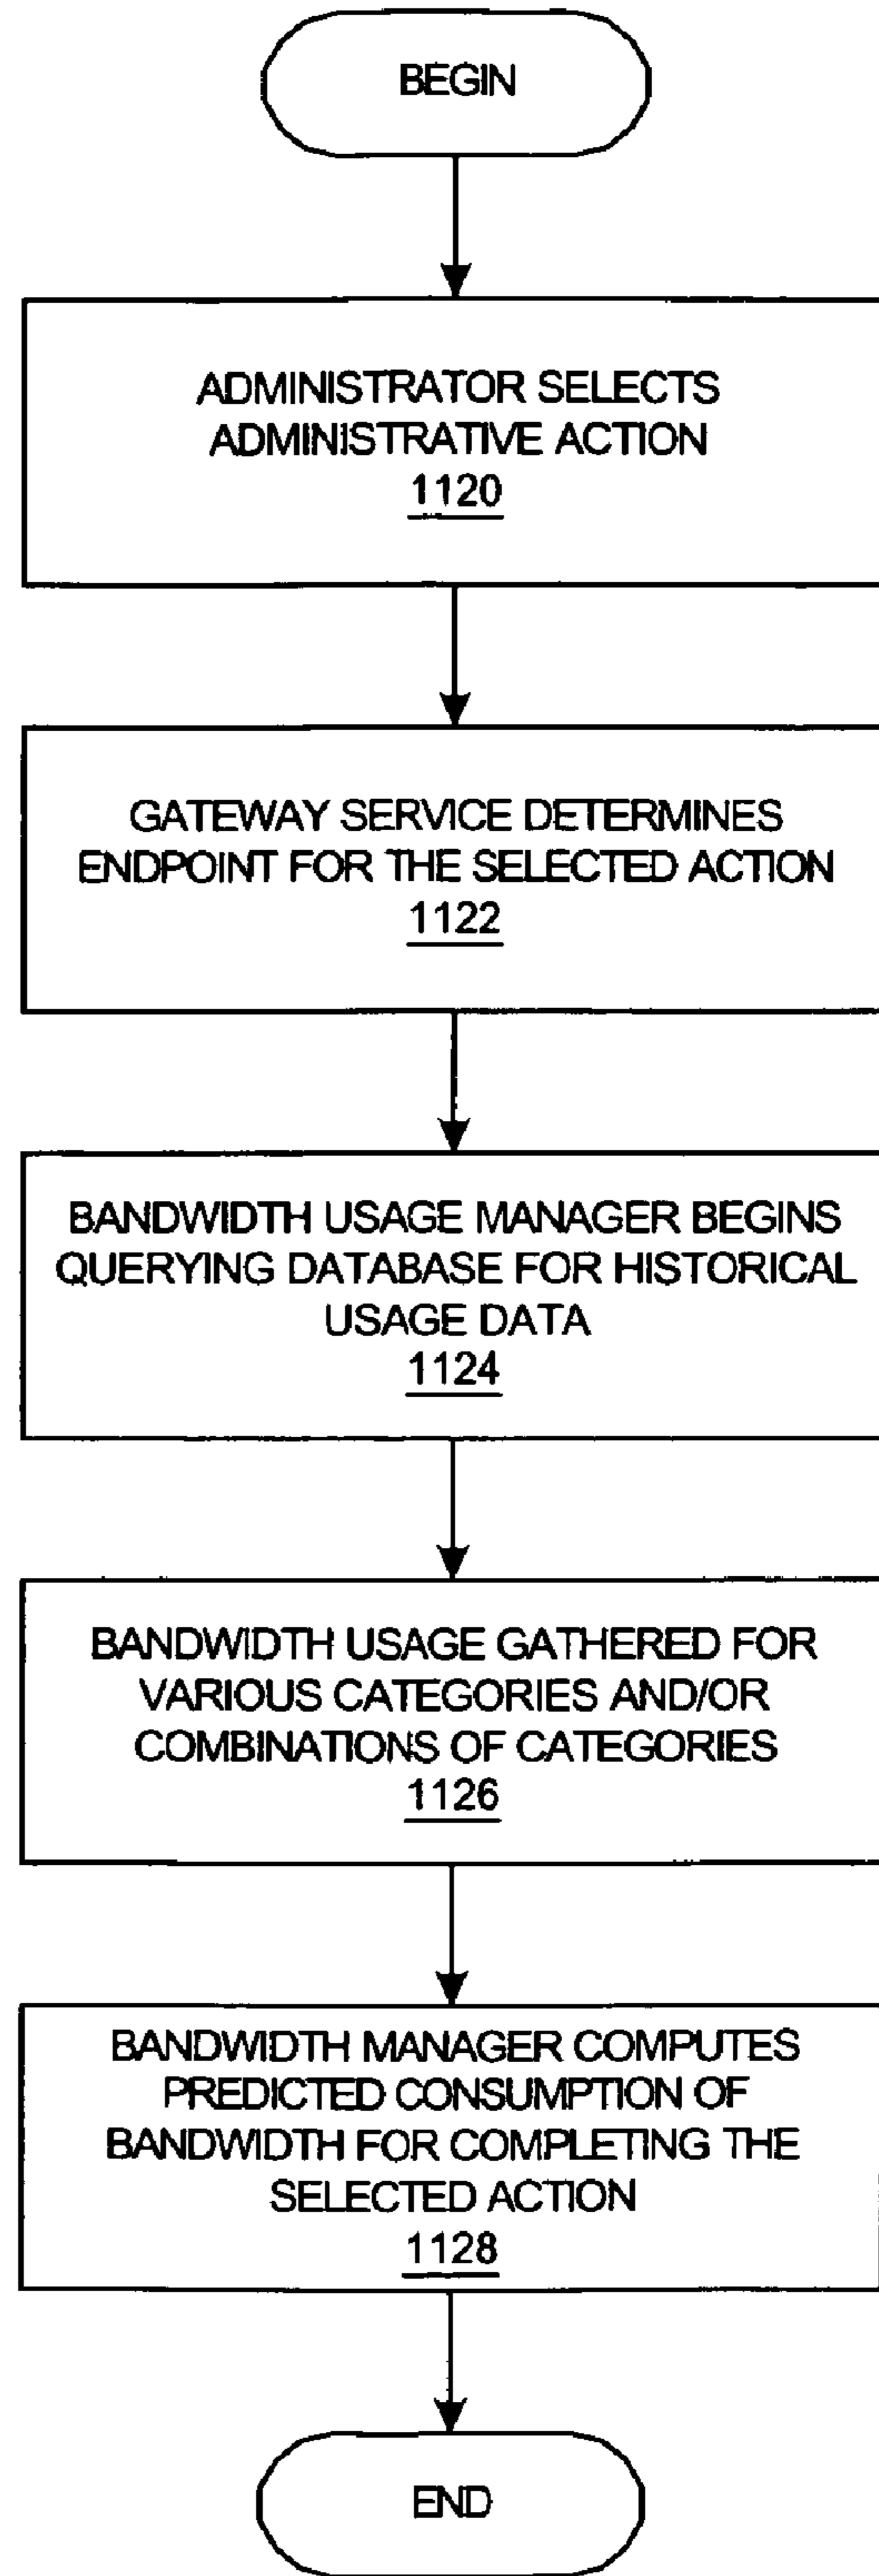 BEGIN
ADMINISTRATOR SELECTS
ADMINISTRATIVE ACTION
1120
GATEWAY SERVICE DETERMINES
ENDPOINT FOR THE SELECTED ACTION
1122
BANDWIDTH USAGE MANAGER BEGINS
QUERYING DATABASE FOR HISTORICAL
USAGE DATA
1124
BANDWIDTH USAGE GATHERED FOR
VARIOUS CATEGORIES AND/OR
COMBINATIONS OF CATEGORIES
1126
BANDWIDTH MANAGER COMPUTES
PREDICTED CONSUMPTION OF
BANDWIDTH FOR COMPLETING THE
SELECTED ACTION
1128
END